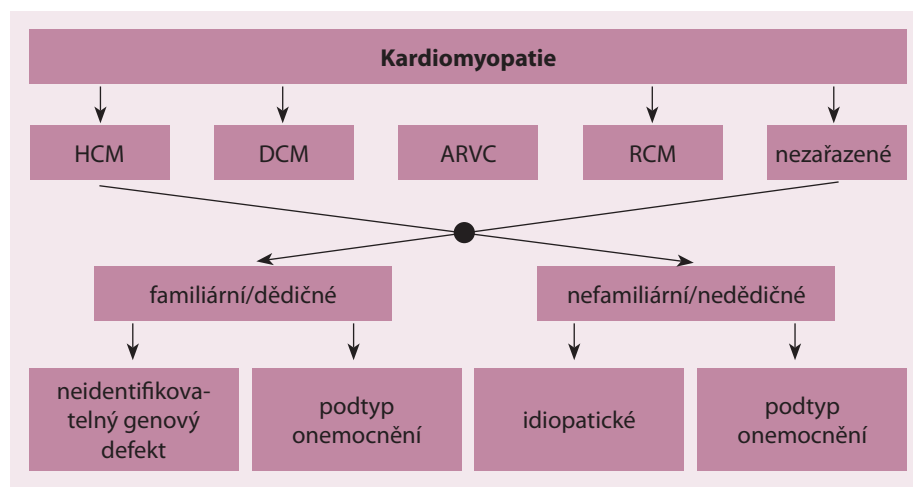 Kardiomyopatie
HCM
DCM
ARVC
RCM
nezařazené
familiární/dědičné
nefamiliární/nedědičné
neidentifikova-
telný genový
defekt
podtyp
onemocnění
idiopatické
podtyp
onemocnění